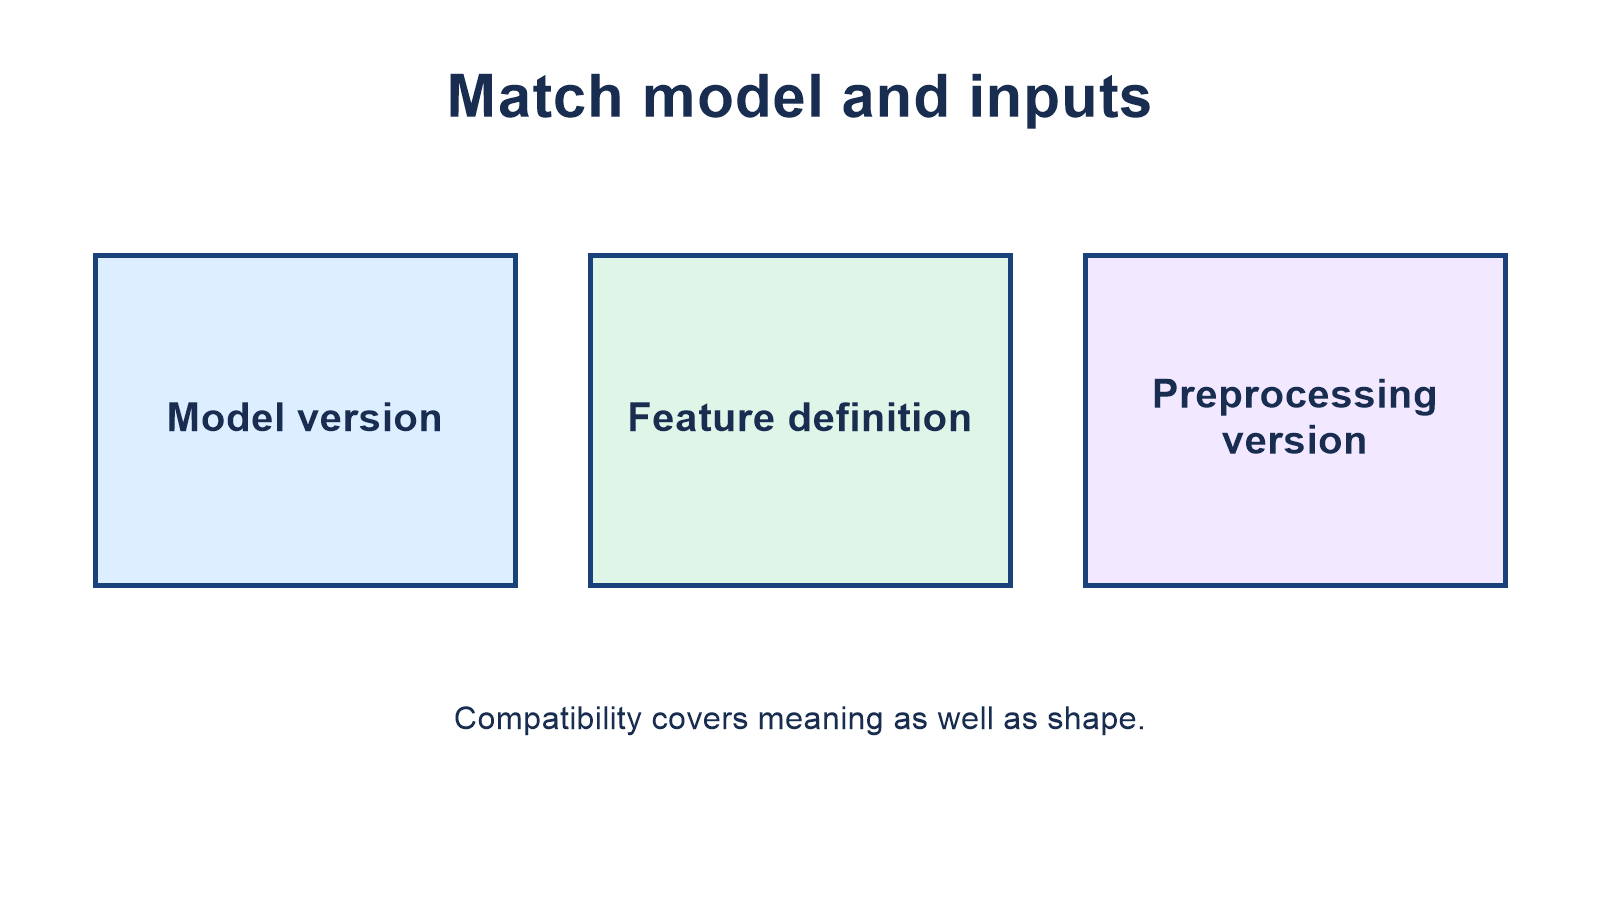 Match model and inputs
Model version
Feature definition
Preprocessing
version
Compatibility covers meaning as well as shape.